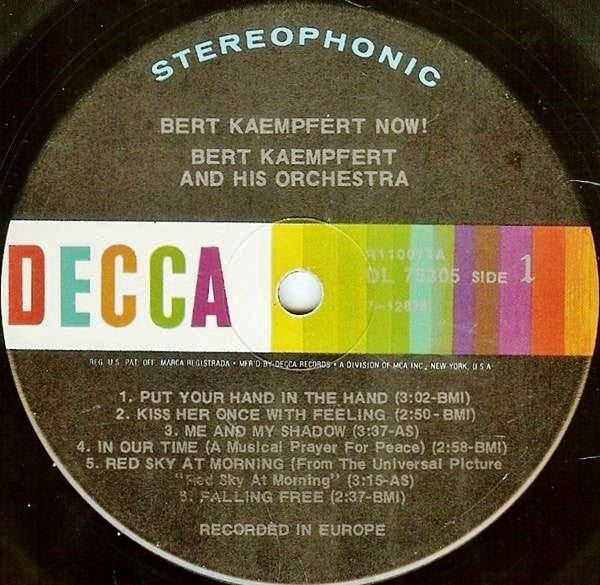 STEREOPHONIC
BERT KAEMPFERT NOW!
BERT KAEMPFERT
AND HIS ORCHESTRA
DECCA
DL 75305 SIDE 1
REG. U.S. PAT. OFF. MARCA REGISTRADA • MFR'D BY DECCA RECORDS • A DIVISION OF MCA INC., NEW YORK, U.S.A
1. PUT YOUR HAND IN THE HAND (3:02-BMI)
2. KISS HER ONCE WITH FEELING (2:50-BMI)
3. ME AND MY SHADOW (3:37-AS)
4. IN OUR TIME (A Musical Prayer For Peace) (2:58-BMI)
5. RED SKY AT MORNING (From The Universal Picture
"Red Sky At Morning" (3:15-AS)
6. FALLING FREE (2:37-BMI)
RECORDED IN EUROPE